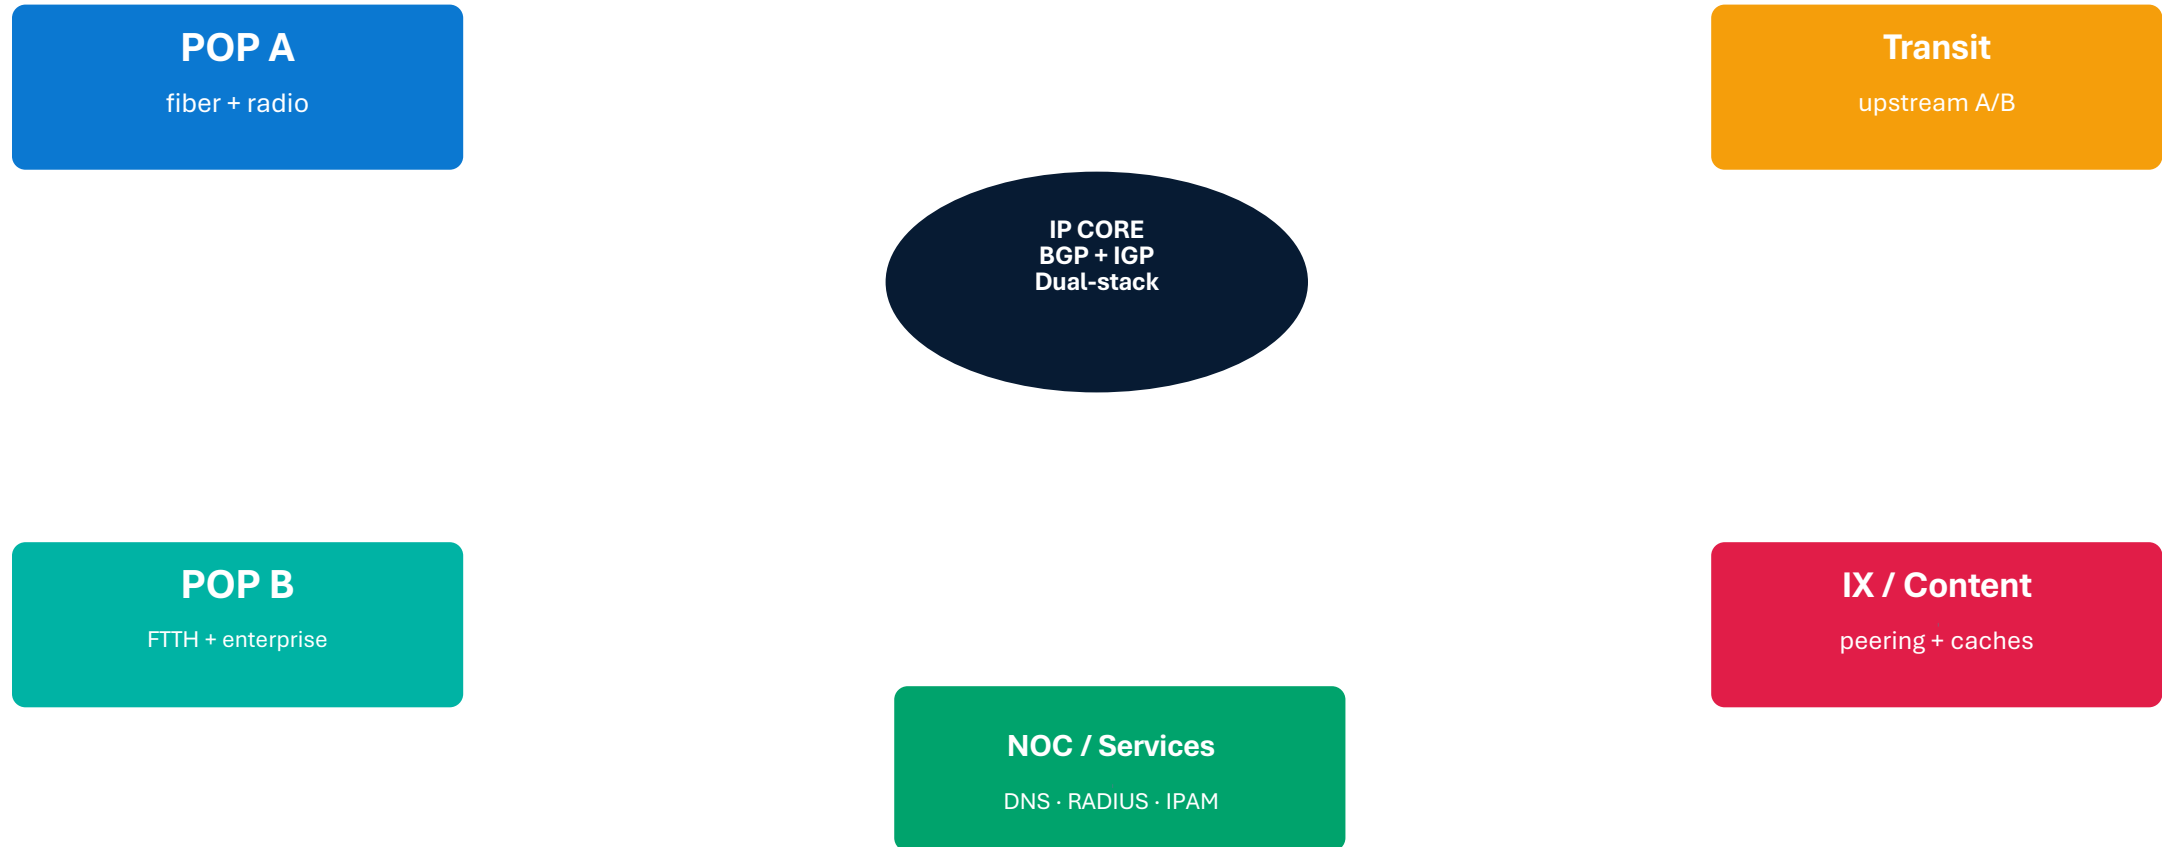 POP A
fiber + radio
Transit
upstream A/B
IP CORE
BGP + IGP
Dual-stack
POP B
FTTH + enterprise
IX / Content
peering + caches
NOC / Services
DNS · RADIUS · IPAM